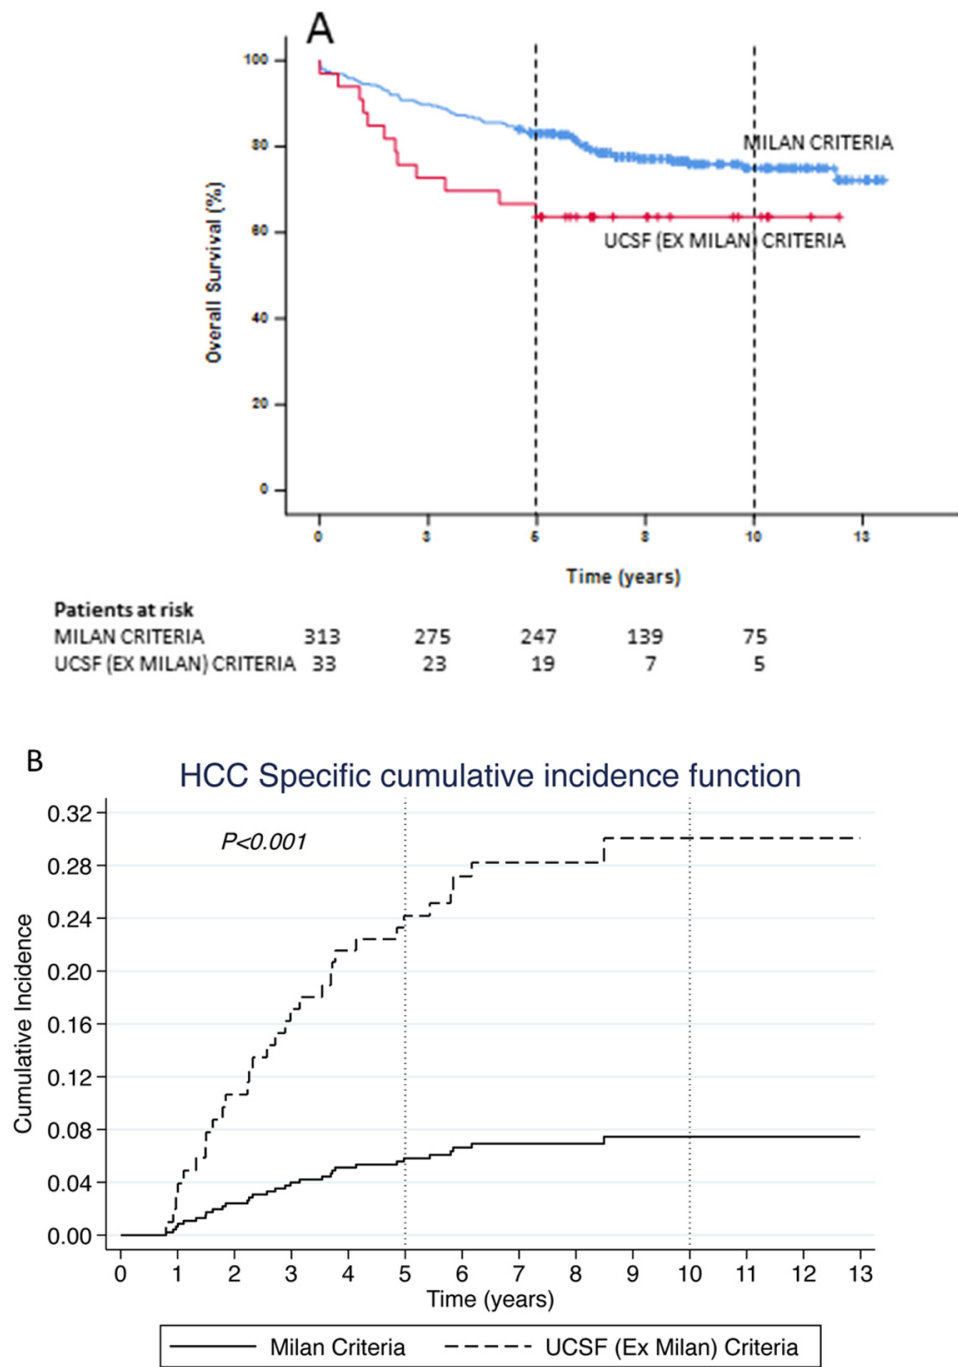 A
100
80
60
40
20
0
Overall Survival (%)
MILAN CRITERIA
UCSF (EX MILAN) CRITERIA
0 3 5 8 10 13
Time (years)
Patients at risk
MILAN CRITERIA 313 275 247 139 75
UCSF (EX MILAN) CRITERIA 33 23 19 7 5
B
HCC Specific cumulative incidence function
P<0.001
0.32
0.28
0.24
0.20
0.16
0.12
0.08
0.04
0.00
Cumulative Incidence
0 1 2 3 4 5 6 7 8 9 10 11 12 13
Time (years)
Milan Criteria UCSF (Ex Milan) Criteria